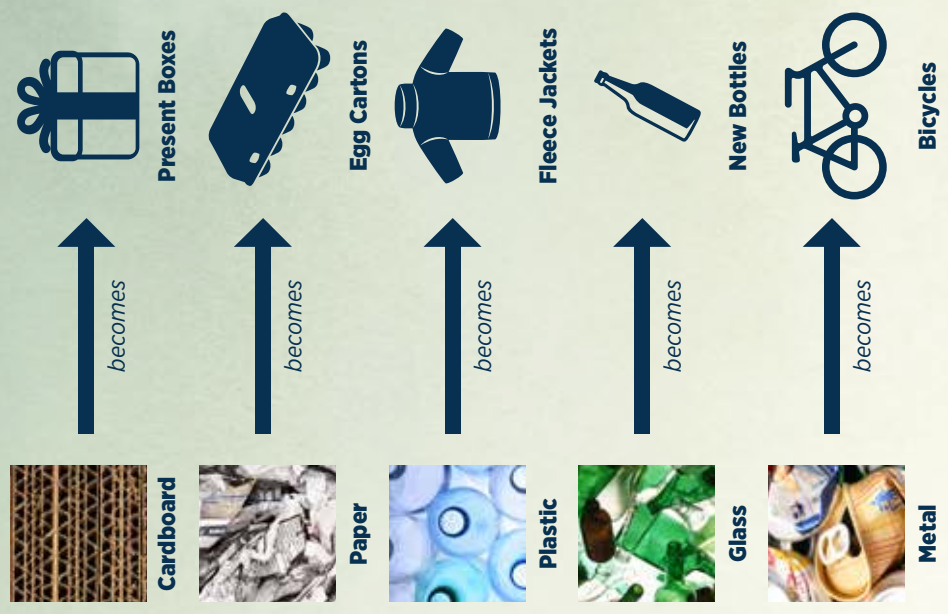 Cardboard
becomes
Present Boxes
Paper
becomes
Egg Cartons
Plastic
becomes
Fleece Jackets
Glass
becomes
New Bottles
Metal
becomes
Bicycles